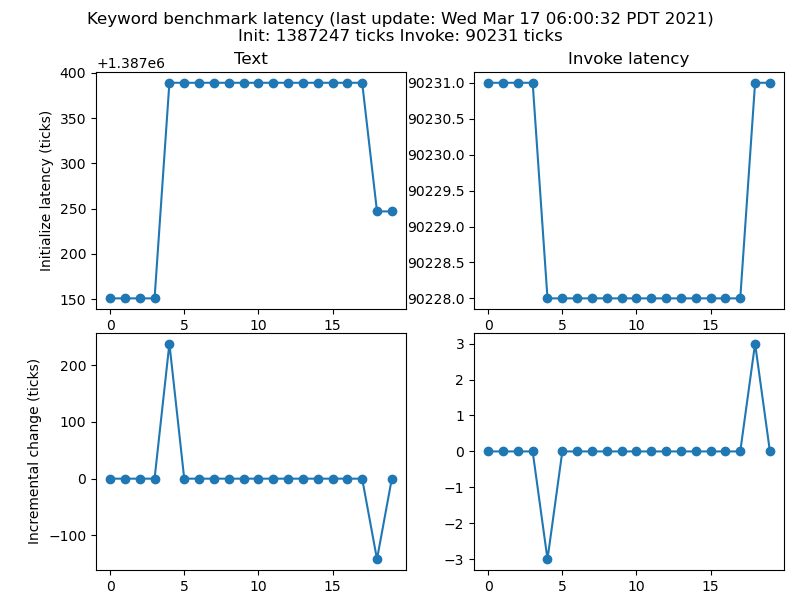 Keyword benchmark latency (last update: Wed Mar 17 06:00:32 PDT 2021)
Init: 1387247 ticks Invoke: 90231 ticks
Text
Invoke latency
+1.387e6
Initialize latency (ticks)
400
350
300
250
200
150
0 5 10 15
90231.0
90230.5
90230.0
90229.5
90229.0
90228.5
90228.0
0 5 10 15
Incremental change (ticks)
200
100
0
−100
0 5 10 15
3
2
1
0
−1
−2
−3
0 5 10 15